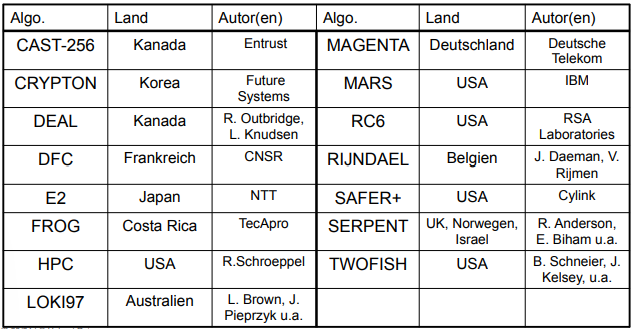 Algo. Land Autor(en) Algo. Land Autor(en)
CAST-256 Kanada Entrust MAGENTA Deutschland Deutsche
Telekom
CRYPTON Korea Future
Systems MARS USA IBM
DEAL Kanada R. Outbridge,
L. Knudsen RC6 USA RSA
Laboratories
DFC Frankreich CNSR RIJNDAEL Belgien J. Daeman, V.
Rijmen
E2 Japan NTT SAFER+ USA Cylink
FROG Costa Rica TecApro SERPENT UK, Norwegen,
Israel R. Anderson,
E. Biham u.a.
HPC USA R.Schroeppel TWOFISH USA B. Schneier, J.
Kelsey, u.a.
LOKI97 Australien L. Brown, J.
Pieprzyk u.a.